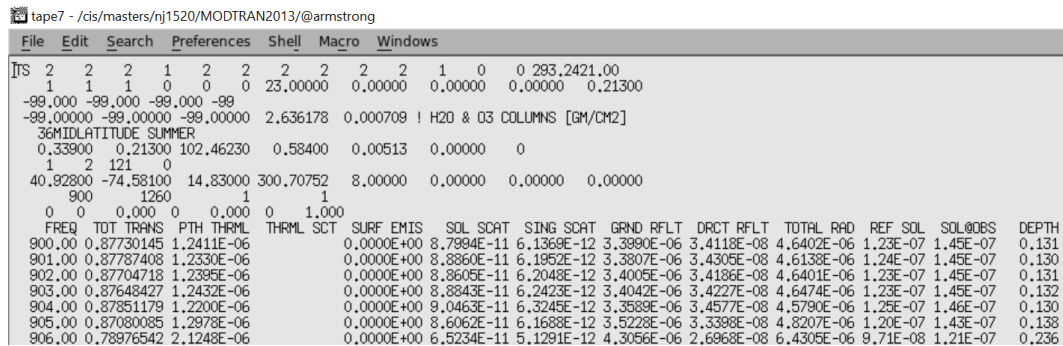 tape7 - /cis/masters/nj1520/MODTRAN2013/@armstrong
File Edit Search Preferences Shell Macro Windows
TS 2 2 2 1 2 2 2 2 2 2 1 0 0 293.2421.00
1 1 1 0 0 0 23.00000 0.00000 0.00000 0.00000 0.21300
-99.000 -99.000 -99.000 -99
-99.00000 -99.00000 -99.00000 2.636178 0.000709 ! H2O & O3 COLUMNS [GM/CM2]
36MIDLATITUDE SUMMER
0.33900 0.21300 102.46230 0.58400 0.00513 0.00000 0
1 2 121 0
40.92800 -74.58100 14.83000 300.70752 8.00000 0.00000 0.00000 0.00000
900 1260 1 1
0 0 0.000 0 0.000 0 1.000
FREQ TOT TRANS PTH THRML THRML SCT SURF EMIS SOL SCAT SING SCAT GRND RFLT DRCT RFLT TOTAL RAD REF SOL SOL@OBS DEPTH
900.00 0.87730145 1.2411E-06 0.0000E+00 8.7994E-11 6.1369E-12 3.3990E-06 3.4118E-08 4.6402E-06 1.23E-07 1.45E-07 0.131
901.00 0.87787408 1.2330E-06 0.0000E+00 8.8860E-11 6.1952E-12 3.3807E-06 3.4305E-08 4.6138E-06 1.24E-07 1.45E-07 0.130
902.00 0.87704718 1.2395E-06 0.0000E+00 8.8605E-11 6.2048E-12 3.4005E-06 3.4186E-08 4.6401E-06 1.23E-07 1.45E-07 0.131
903.00 0.87648427 1.2432E-06 0.0000E+00 8.8843E-11 6.2423E-12 3.4042E-06 3.4227E-08 4.6474E-06 1.23E-07 1.45E-07 0.132
904.00 0.87851179 1.2200E-06 0.0000E+00 9.0463E-11 6.3245E-12 3.3589E-06 3.4577E-08 4.5790E-06 1.25E-07 1.46E-07 0.130
905.00 0.87080085 1.2978E-06 0.0000E+00 8.6062E-11 6.1688E-12 3.5228E-06 3.3398E-08 4.8207E-06 1.20E-07 1.43E-07 0.138
906.00 0.78976542 2.1248E-06 0.0000E+00 6.5234E-11 5.1291E-12 4.3056E-06 2.6968E-08 6.4305E-06 9.71E-08 1.21E-07 0.236